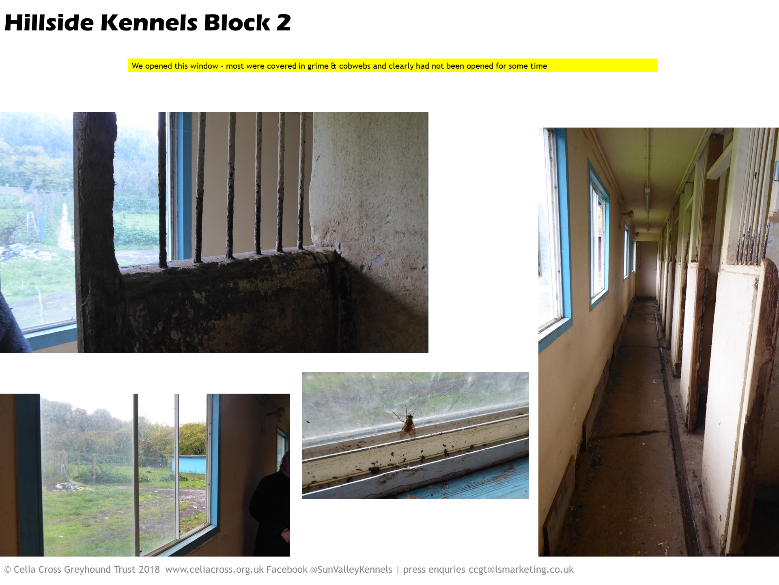 Hillside Kennels Block 2
We opened this window - most were covered in grime & cobwebs and clearly had not been opened for some time
© Celia Cross Greyhound Trust 2018  www.celiacross.org.uk Facebook @SunValleyKennels | press enquries ccgt@lsmarketing.co.uk